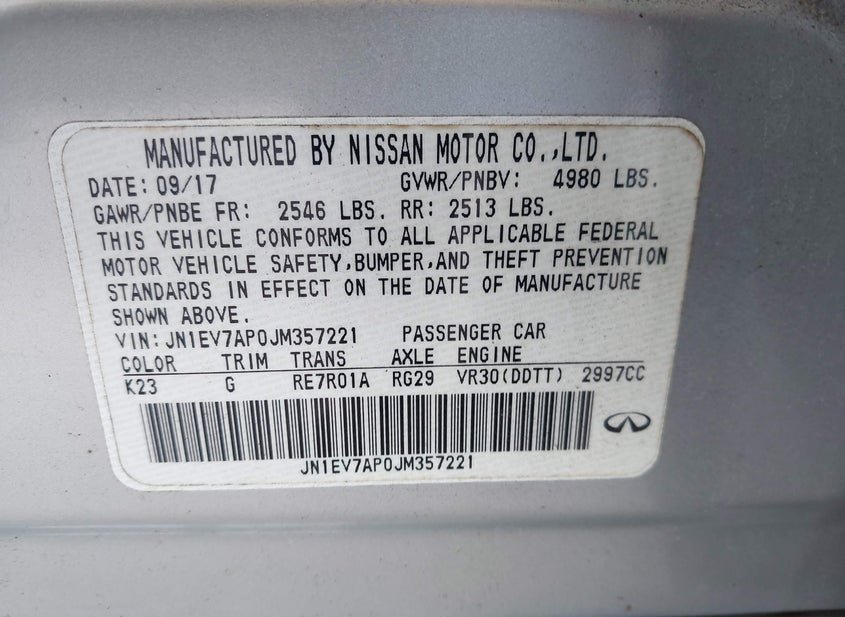 MANUFACTURED BY NISSAN MOTOR CO.,LTD.
DATE: 09/17 GVWR/PNBV: 4980 LBS.
GAWR/PNBE FR: 2546 LBS. RR: 2513 LBS.
THIS VEHICLE CONFORMS TO ALL APPLICABLE FEDERAL
MOTOR VEHICLE SAFETY,BUMPER,AND THEFT PREVENTION
STANDARDS IN EFFECT ON THE DATE OF MANUFACTURE
SHOWN ABOVE.
VIN: JN1EV7AP0JM357221 PASSENGER CAR
COLOR TRIM TRANS AXLE ENGINE
K23 G RE7R01A RG29 VR30(DDTT) 2997CC
JN1EV7AP0JM357221